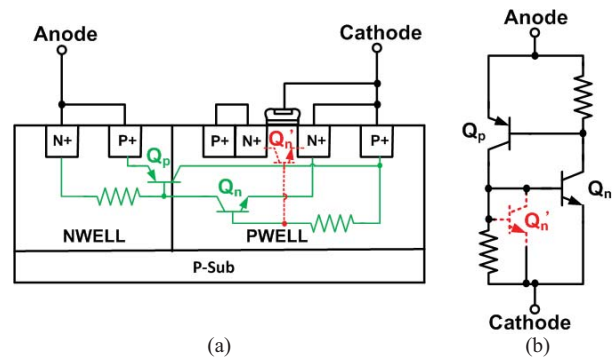 Anode
Cathode
N+ P+ P+ N+ N+ P+
Qn'
Qp
Qn
NWELL PWELL
P-Sub
(a)
Anode
Qp
Qn
Qn'
Cathode
(b)